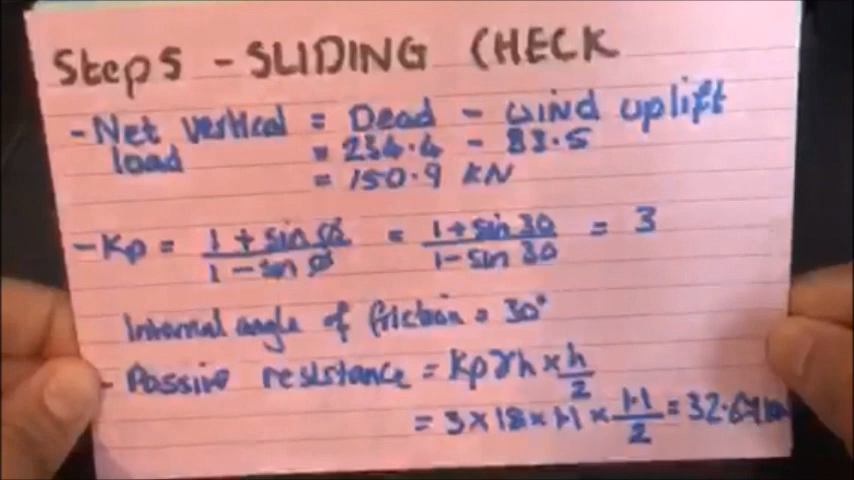 Step 5 - SLIDING CHECK
- Net vertical load = Dead - wind uplift
= 234.4 - 83.5
= 150.9 KN
- Kp = 1 + sin ø / 1 - sin ø = 1 + sin 30 / 1 - sin 30 = 3
Internal angle of friction = 30°
- Passive resistance = Kp γh × h/2
= 3 × 18 × 1.1 × 1.1/2 = 32.67